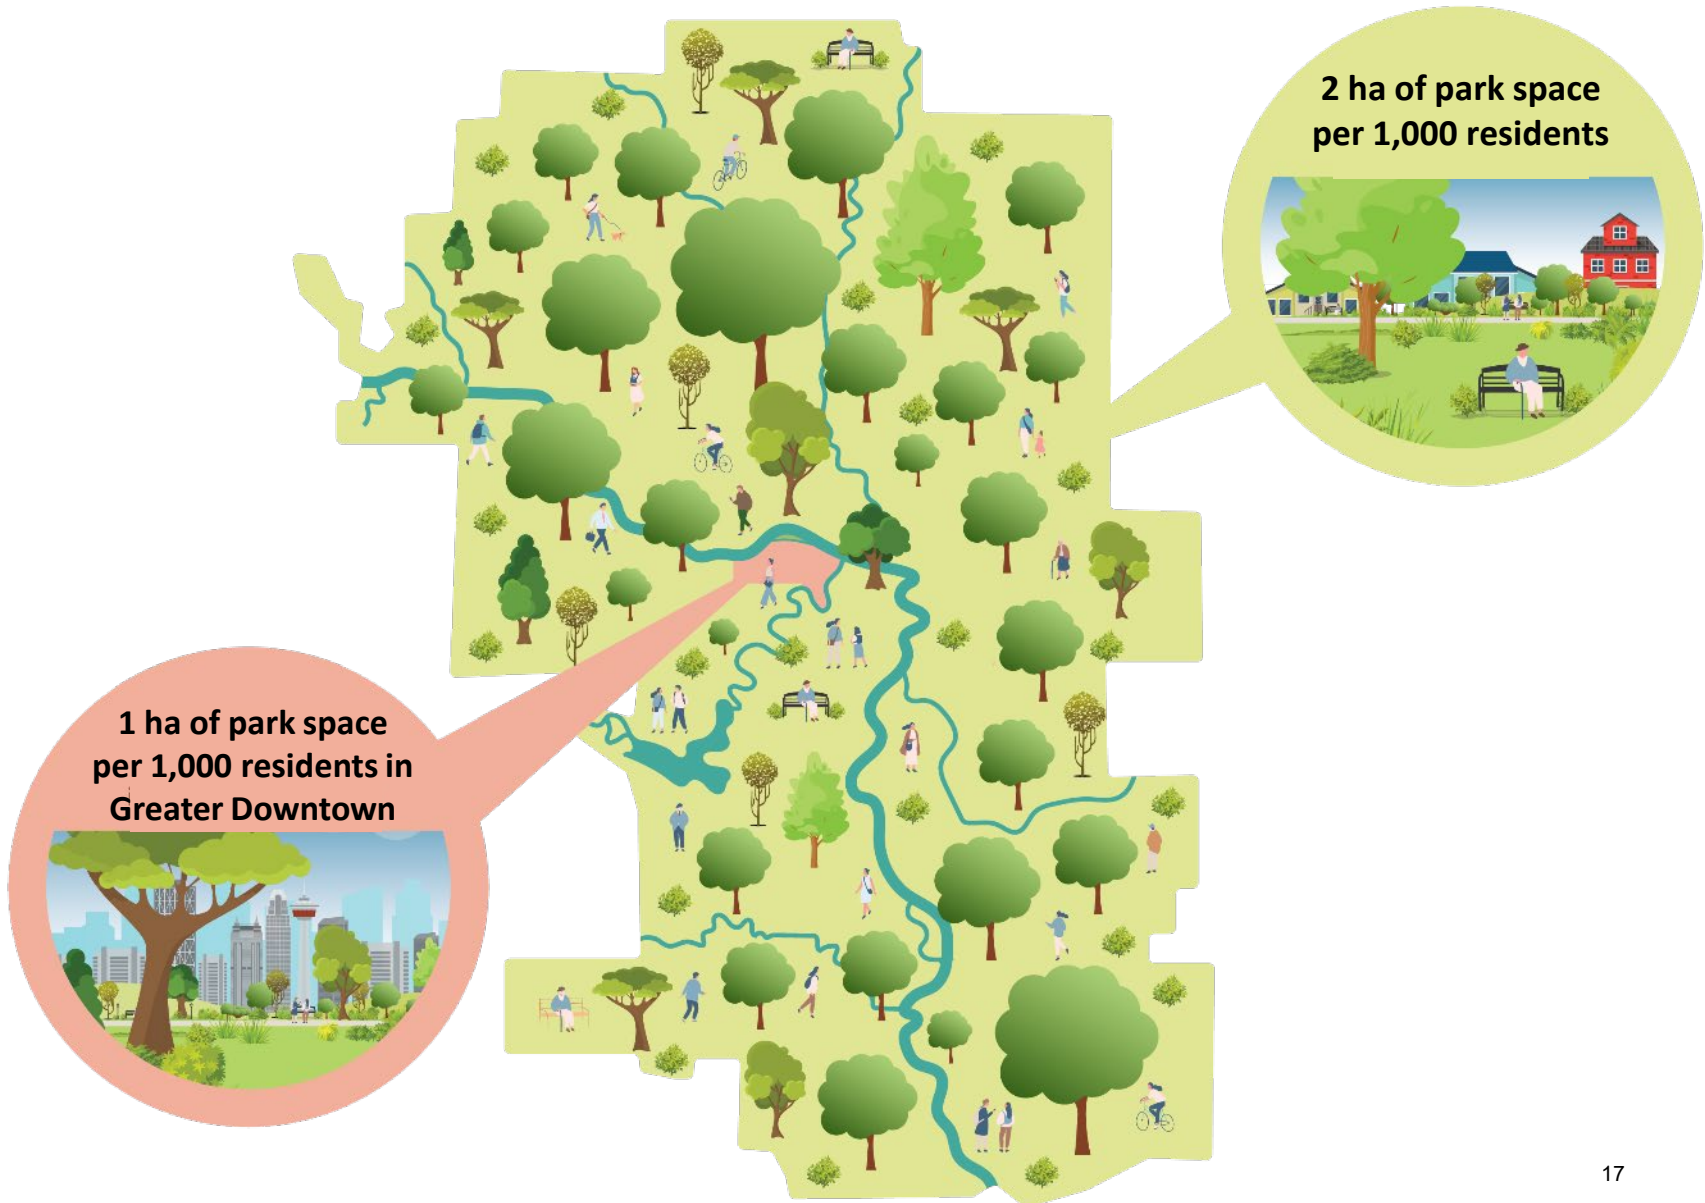 2 ha of park space
per 1,000 residents
1 ha of park space
per 1,000 residents in
Greater Downtown
17